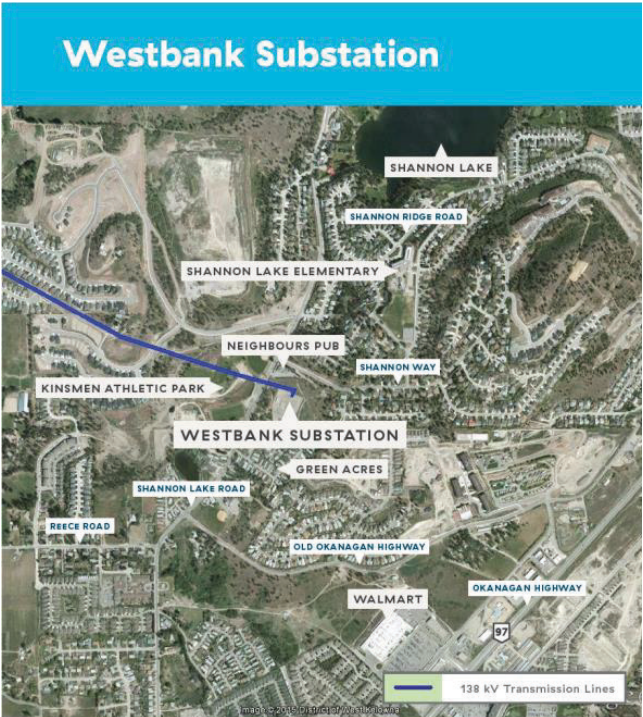 Westbank Substation
SHANNON LAKE
SHANNON RIDGE ROAD
SHANNON LAKE ELEMENTARY
NEIGHBOURS PUB
SHANNON WAY
KINSMEN ATHLETIC PARK
WESTBANK SUBSTATION
GREEN ACRES
SHANNON LAKE ROAD
REECE ROAD
OLD OKANAGAN HIGHWAY
OKANAGAN HIGHWAY
WALMART
97
138 kV Transmission Lines
Image © 2015 District of West Kelowna